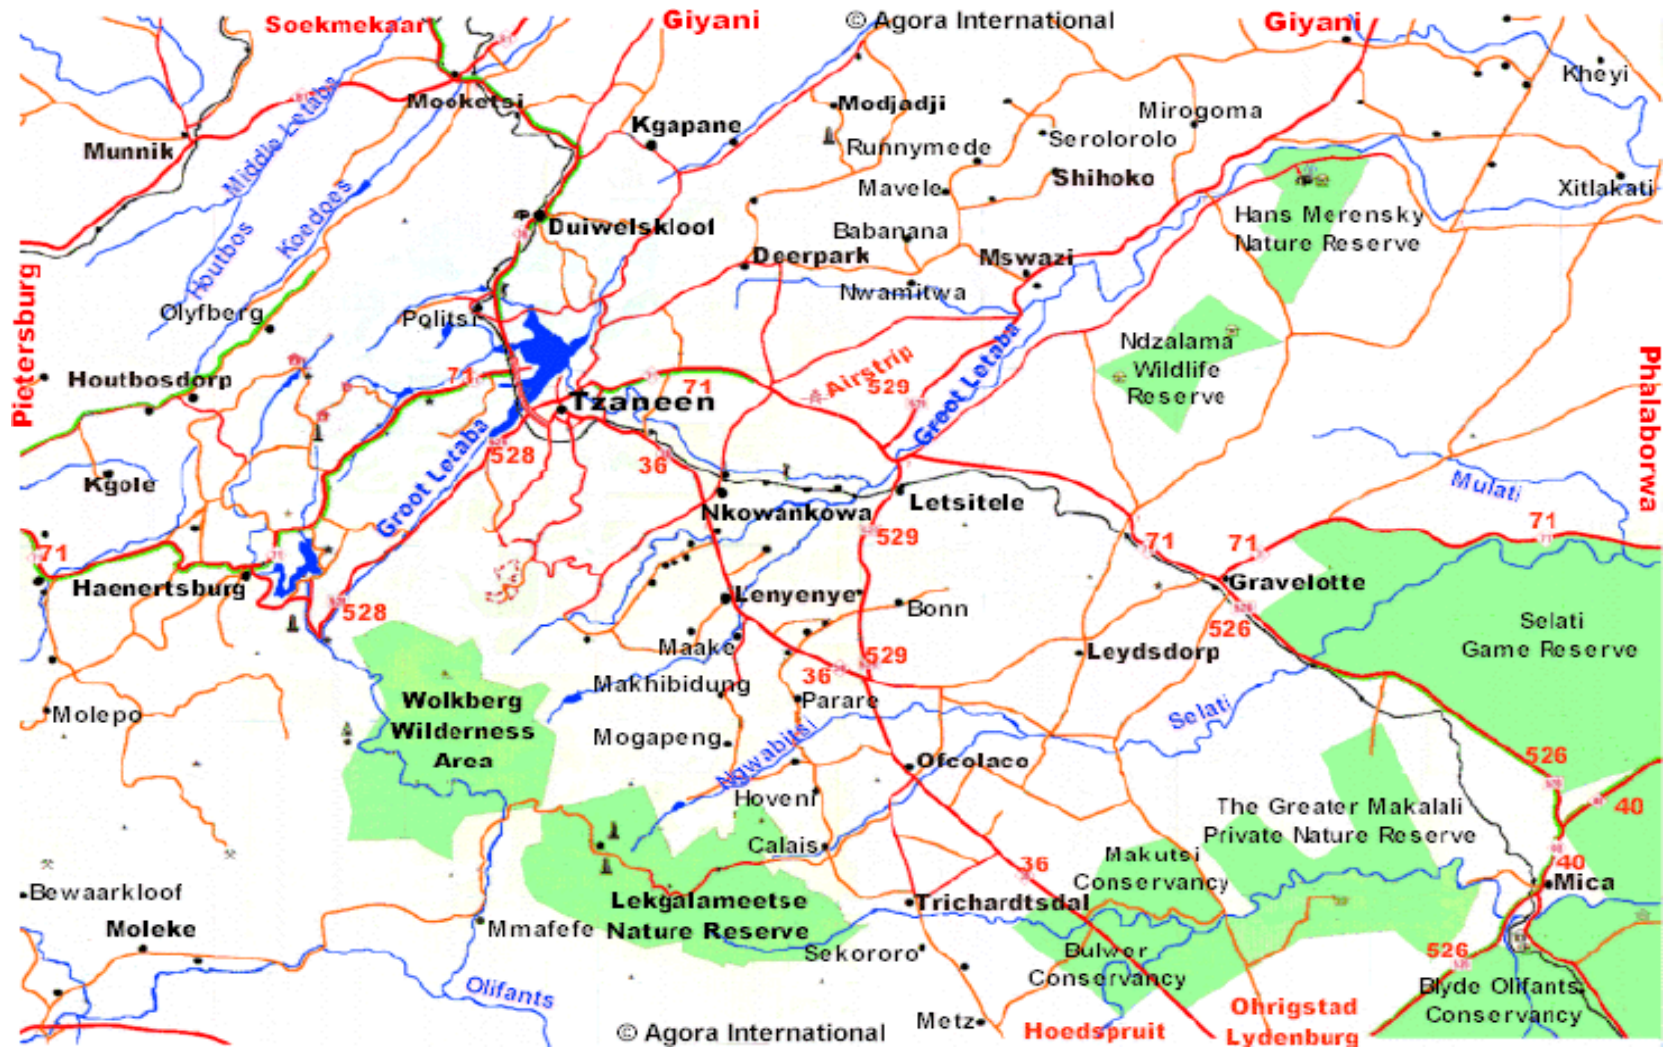 Soekmekaar
Giyani
© Agora International
Giyani
Kheyi
Mooketsi
Modjadji
Mirogoma
Munnik
Middle Letaba
Kgapane
Runnymede
Serolorolo
Mavele
Shihoko
Xitlakati
Houtbos
Koedoes
Duiwelskloof
Babanana
Hans Merensky
Nature Reserve
Deerpark
Mswazi
Pietersburg
Olyfberg
Politsi
Nwamitwa
Ndzalama
Wildlife
Reserve
Groot Letaba
Phalaborwa
Houtbosdorp
71
71
Airstrip
529
Tzaneen
Groot Letaba
528
36
Kgole
Nkowankowa
Letsitele
Mulati
529
71
71
71
71
Haenertsburg
528
Lenyenye
Bonn
Gravelotte
526
Selati
Game Reserve
Maake
529
36
Leydsdorp
Makhibidung
Parare
Molepo
Wolkberg
Wilderness
Area
Mogapeng
Ngwabitsi
Selati
Ofcolaco
526
Hoveni
The Greater Makalali
Private Nature Reserve
40
Calais
36
Makutsi
Conservancy
40
Mica
Bewaarkloof
Lekgalameetse
Nature Reserve
Trichardtsdal
Moleke
Mmafefe
Sekororo
Bulwer
Conservancy
526
Olifants
Blyde Olifants
Conservancy
© Agora International
Metz
Hoedspruit
Ohrigstad
Lydenburg